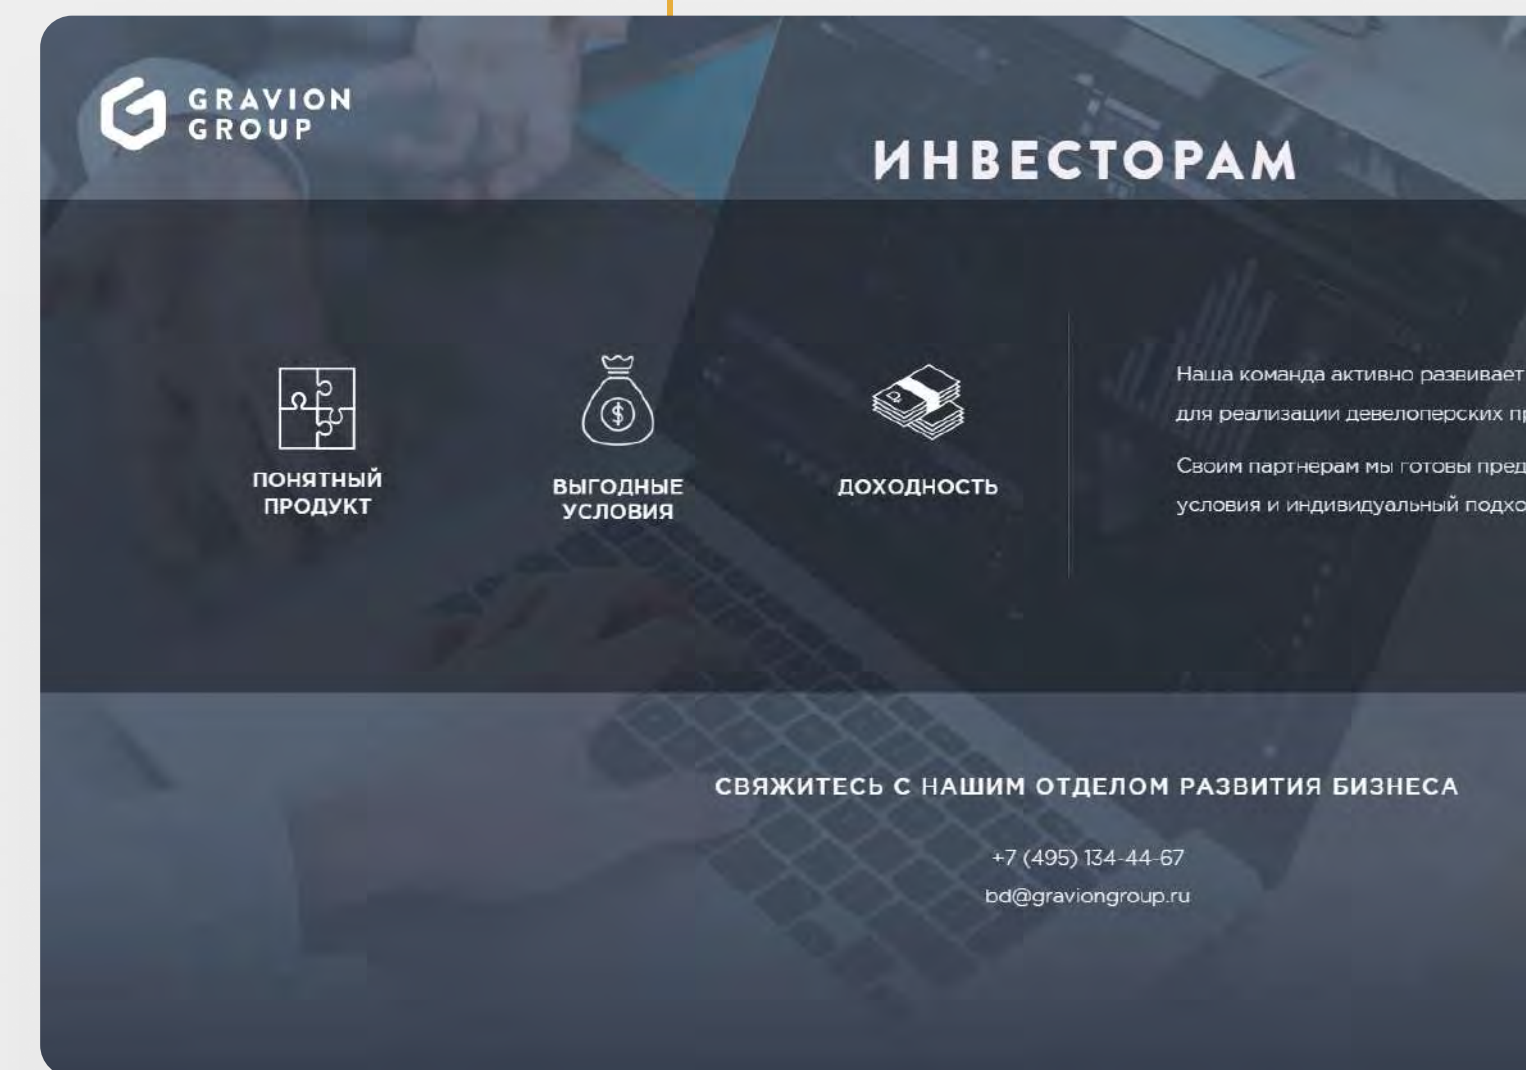 GRAVION
GROUP
ИНВЕСТОРАМ
ПОНЯТНЫЙ
ПРОДУКТ
ВЫГОДНЫЕ
УСЛОВИЯ
ДОХОДНОСТЬ
Наша команда активно развивает
для реализации девелоперских
Своим партнерам мы готовы
условия и индивидуальный
СВЯЖИТЕСЬ С НАШИМ ОТДЕЛОМ РАЗВИТИЯ БИЗНЕСА
+7 (495) 134-44-67
bd@graviongroup.ru